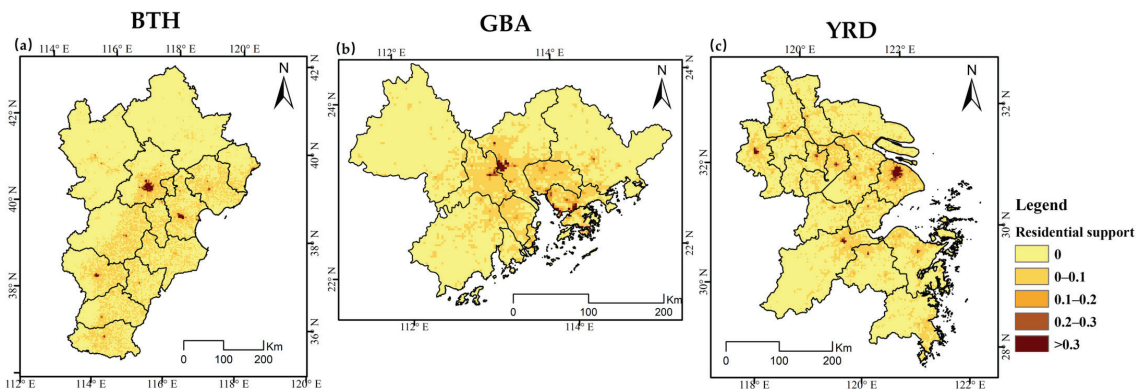 BTH
GBA
YRD
(a)
114° E 116° E 118° E 120° E
42° N
40° N
38° N
42° N
40° N
38° N
36° N
N
0 100 200 Km
112° E 114° E 116° E 118° E 120° E
(b)
112° E 114° E
24° N
22° N
24° N
22° N
N
0 100 200 Km
112° E 114° E
(c)
120° E 122° E
32° N
30° N
32° N
30° N
28° N
N
0 100 200 Km
118° E 120° E 122° E
Legend
Residential support
0
0–0.1
0.1–0.2
0.2–0.3
>0.3